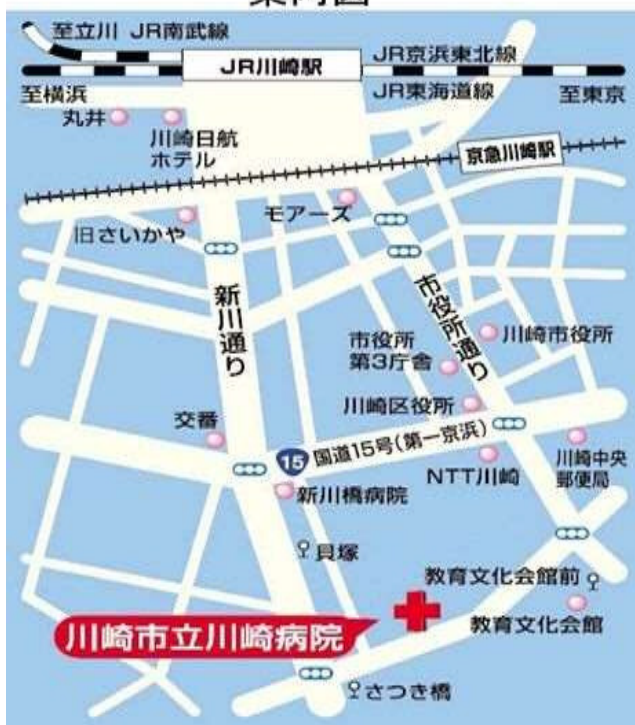 至立川 JR南武線
JR川崎駅
JR京浜東北線
至横浜
JR東海道線
至東京
丸井
川崎日航
ホテル
京急川崎駅
モアーズ
旧さいかや
新川通り
市役所通り
川崎市役所
市役所
第3庁舎
川崎区役所
交番
15
国道15号(第一京浜)
川崎中央
郵便局
NTT川崎
新川橋病院
貝塚
教育文化会館前
教育文化会館
川崎市立川崎病院
さつき橋